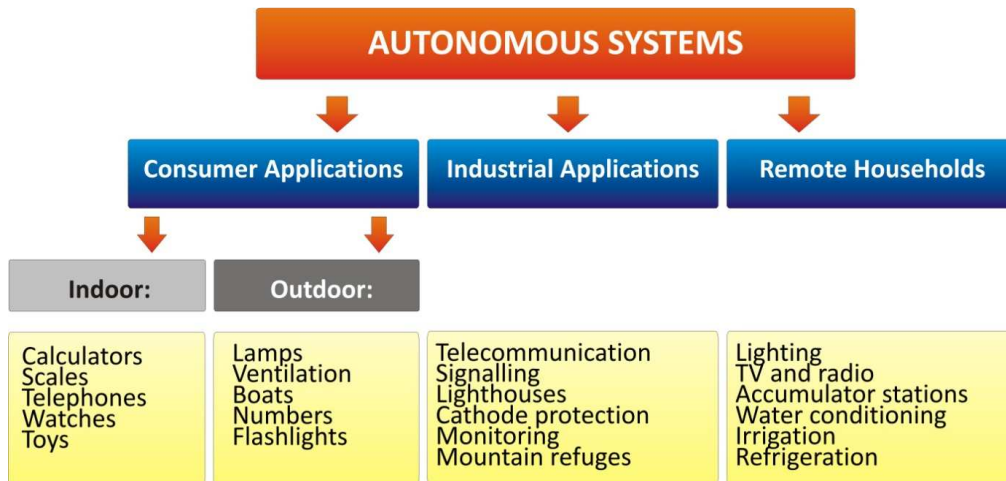 AUTONOMOUS SYSTEMS
Consumer Applications
Industrial Applications
Remote Households
Indoor:
Outdoor:
Calculators
Scales
Telephones
Watches
Toys
Lamps
Ventilation
Boats
Numbers
Flashlights
Telecommunication
Signalling
Lighthouses
Cathode protection
Monitoring
Mountain refuges
Lighting
TV and radio
Accumulator stations
Water conditioning
Irrigation
Refrigeration